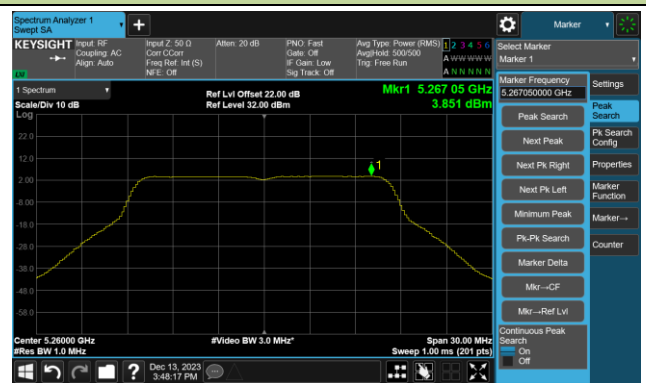 Spectrum Analyzer 1
Swept SA
Marker
KEYSIGHT
Input: RF
Coupling: AC
Align: Auto
Input Z: 50 Ω
Corr CCorr
Freq Ref: Int (S)
NFE: Off
Atten: 20 dB
PNO: Fast
Gate: Off
IF Gain: Low
Sig Track: Off
Avg Type: Power (RMS)
Avg|Hold: 500/500
Trig: Free Run
1 2 3 4 5 6
A W W W W W
A N N N N N
LW
Select Marker
Marker 1
1 Spectrum
Scale/Div 10 dB
Log
Ref Lvl Offset 22.00 dB
Ref Level 32.00 dBm
Mkr1 5.267 05 GHz
3.851 dBm
22.0
12.0
2.00
-8.00
-18.0
-28.0
-38.0
-48.0
-58.0
1
Center 5.26000 GHz
#Res BW 1.0 MHz
#Video BW 3.0 MHz*
Span 30.00 MHz
Sweep 1.00 ms (201 pts)
Marker Frequency
5.267050000 GHz
Peak Search
Next Peak
Next Pk Right
Next Pk Left
Minimum Peak
Pk-Pk Search
Marker Delta
Mkr→CF
Mkr→Ref Lvl
Continuous Peak
Search
On
Off
Settings
Peak
Search
Pk Search
Config
Properties
Marker
Function
Marker→
Counter
Dec 13, 2023
3:48:17 PM